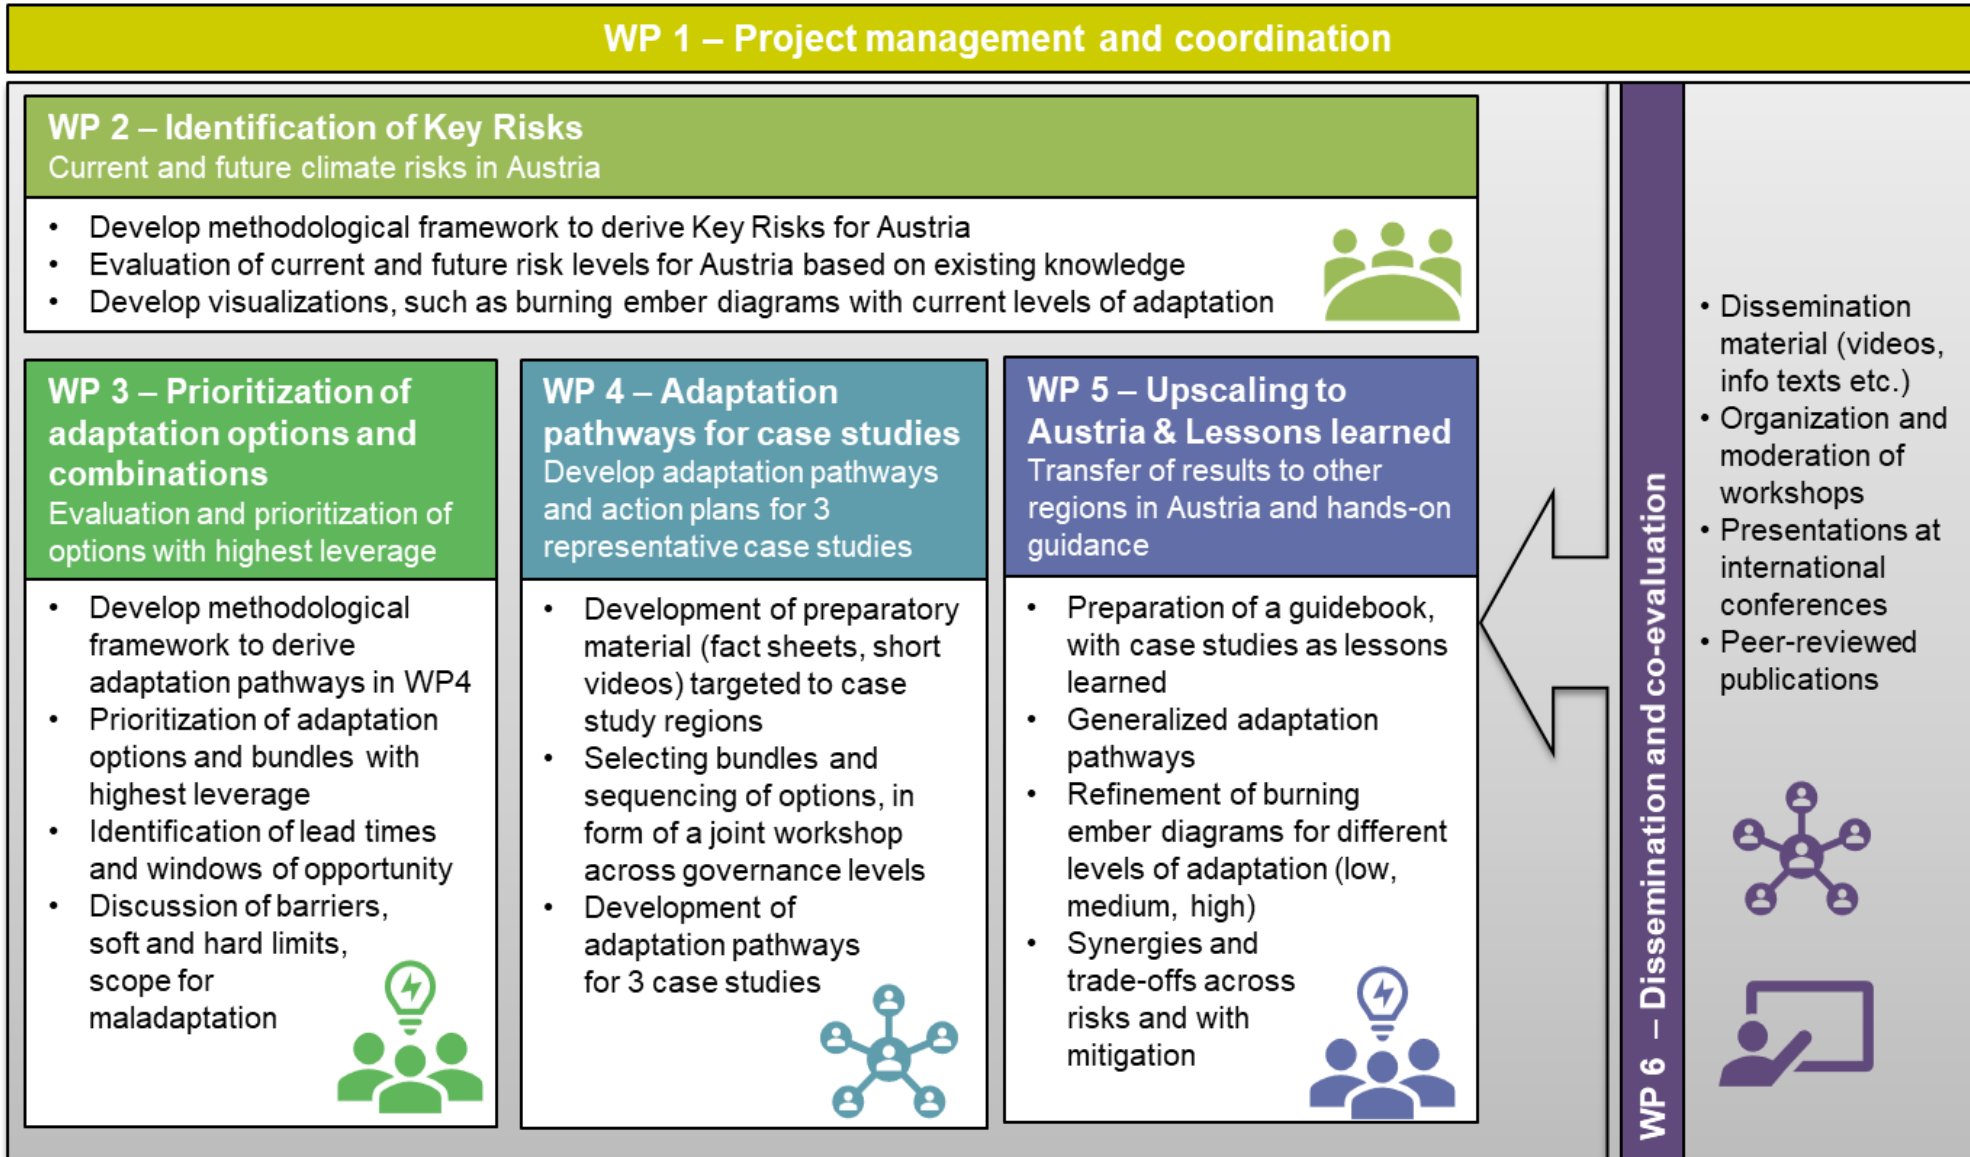 WP 1 – Project management and coordination
WP 2 – Identification of Key Risks
Current and future climate risks in Austria
• Develop methodological framework to derive Key Risks for Austria
• Evaluation of current and future risk levels for Austria based on existing knowledge
• Develop visualizations, such as burning ember diagrams with current levels of adaptation
WP 3 – Prioritization of
adaptation options and
combinations
Evaluation and prioritization of
options with highest leverage
• Develop methodological
framework to derive
adaptation pathways in WP4
• Prioritization of adaptation
options and bundles with
highest leverage
• Identification of lead times
and windows of opportunity
• Discussion of barriers,
soft and hard limits,
scope for
maladaptation
WP 4 – Adaptation
pathways for case studies
Develop adaptation pathways
and action plans for 3
representative case studies
• Development of preparatory
material (fact sheets, short
videos) targeted to case
study regions
• Selecting bundles and
sequencing of options, in
form of a joint workshop
across governance levels
• Development of
adaptation pathways
for 3 case studies
WP 5 – Upscaling to
Austria & Lessons learned
Transfer of results to other
regions in Austria and hands-on
guidance
• Preparation of a guidebook,
with case studies as lessons
learned
• Generalized adaptation
pathways
• Refinement of burning
ember diagrams for different
levels of adaptation (low,
medium, high)
• Synergies and
trade-offs across
risks and with
mitigation
WP 6 – Dissemination and co-evaluation
• Dissemination
material (videos,
info texts etc.)
• Organization and
moderation of
workshops
• Presentations at
international
conferences
• Peer-reviewed
publications